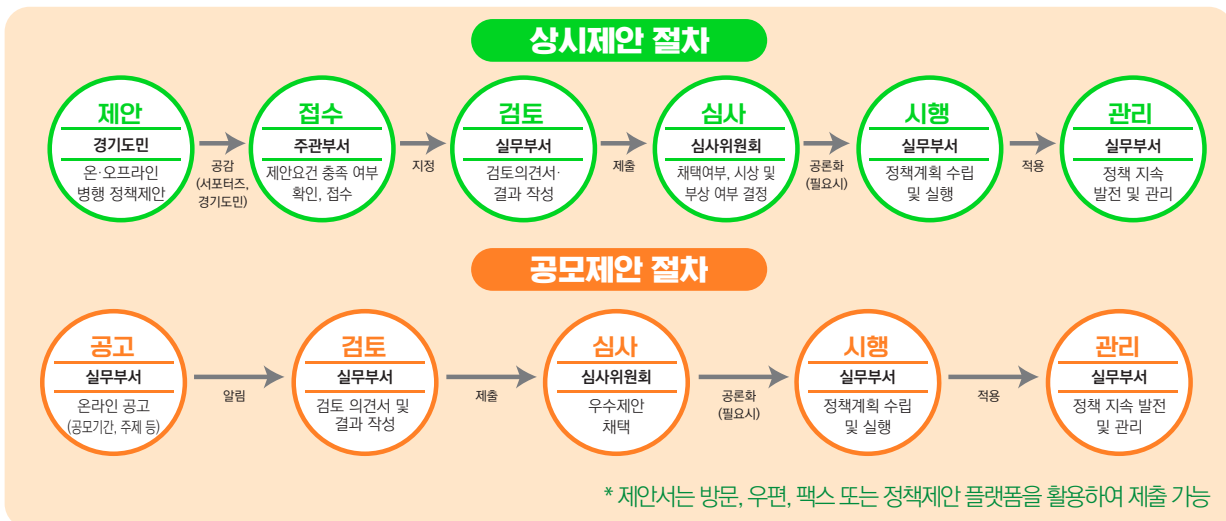 상시제안 절차
제안
경기도민
온·오프라인
병행 정책제안
공감
(서포터즈,
경기도민)
접수
주관부서
제안요건 충족 여부
확인, 접수
지정
검토
실무부서
검토의견서·
결과 작성
제출
심사
심사위원회
채택여부, 시상 및
부상 여부 결정
공론화
(필요시)
시행
실무부서
정책계획 수립
및 실행
적용
관리
실무부서
정책 지속
발전 및 관리
공모제안 절차
공고
실무부서
온라인 공고
(공모기간, 주제 등)
알림
검토
실무부서
검토 의견서 및
결과 작성
제출
심사
심사위원회
우수제안
채택
공론화
(필요시)
시행
실무부서
정책계획 수립
및 실행
적용
관리
실무부서
정책 지속 발전
및 관리
* 제안서는 방문, 우편, 팩스 또는 정책제안 플랫폼을 활용하여 제출 가능